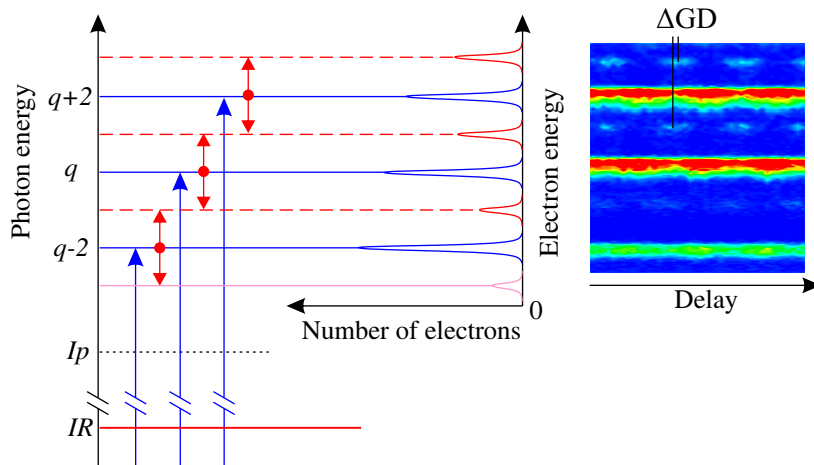 ΔGD
Photon energy
q+2
q
q-2
Ip
IR
Electron energy
0
Number of electrons
Delay